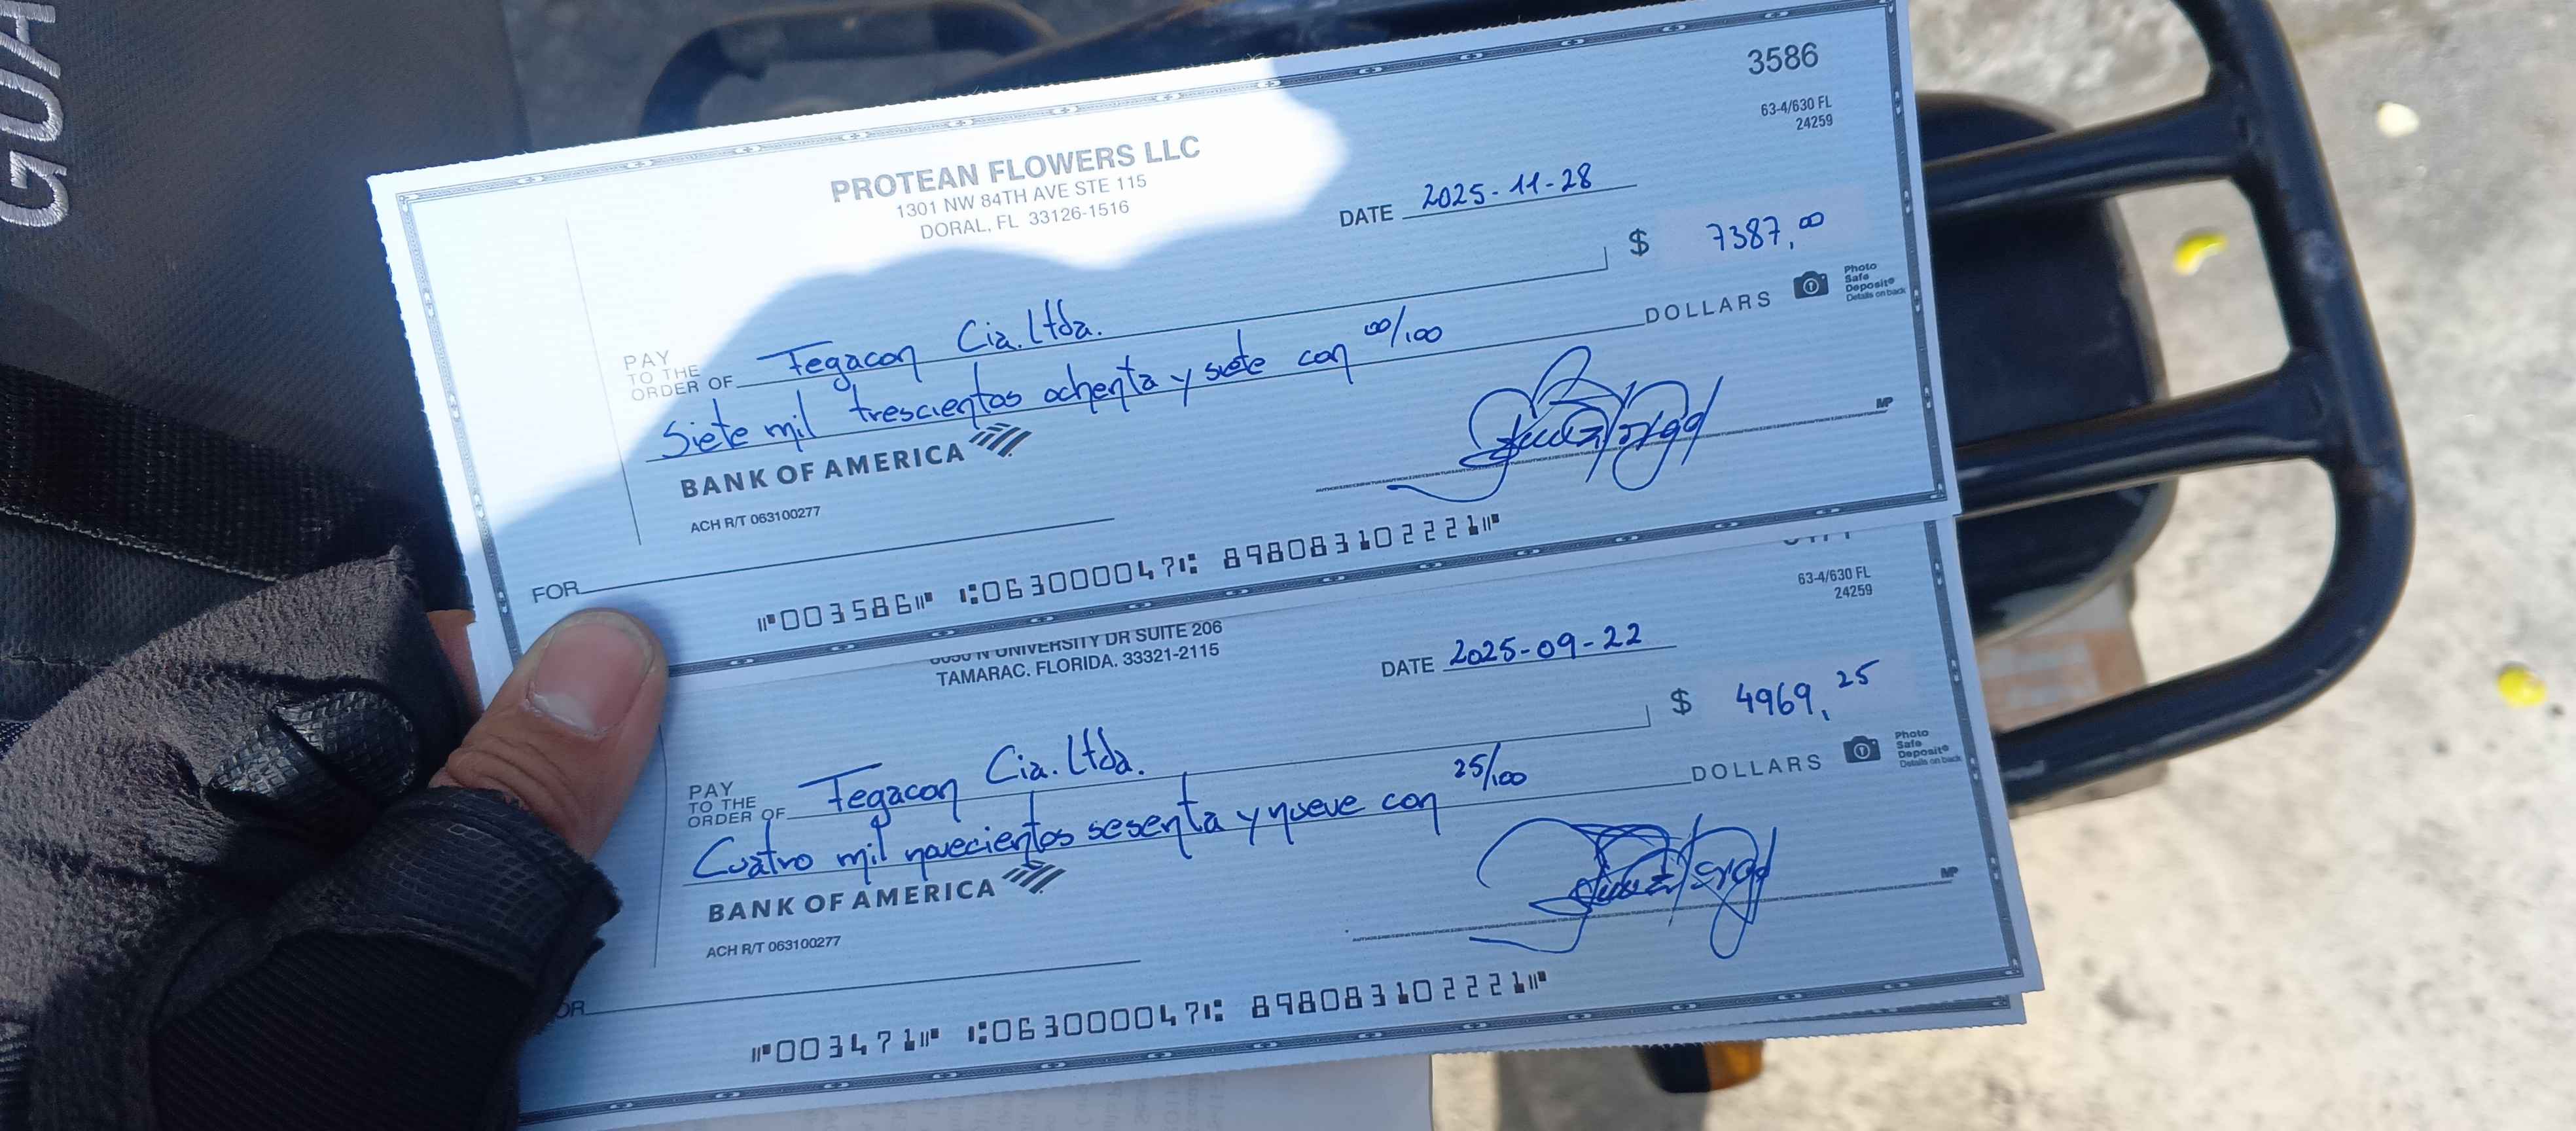 GUA
3586
63-4/630 FL
24259
PROTEAN FLOWERS LLC
1301 NW 84TH AVE STE 115
DORAL, FL 33126-1516
DATE 2025-11-28
$ 7387,00
PAY
TO THE
ORDER OF Tegacon Cia. Ltda.
Siete mil trescientos ochenta y siete con 00/100 DOLLARS
Photo
Safe
Deposit®
Details on back
BANK OF AMERICA
ACH R/T 063100277
MP
FOR
⑈003586⑈ ⑆063000047⑆ 898083102221⑈
63-4/630 FL
24259
N UNIVERSITY DR SUITE 206
TAMARAC. FLORIDA. 33321-2115
DATE 2025-09-22
$ 4969,25
PAY
TO THE
ORDER OF Tegacon Cia. Ltda.
Cuatro mil novecientos sesenta y nueve con 25/100 DOLLARS
Photo
Safe
Deposit®
Details on back
BANK OF AMERICA
ACH R/T 063100277
MP
OR
⑈003471⑈ ⑆063000047⑆ 898083102221⑈